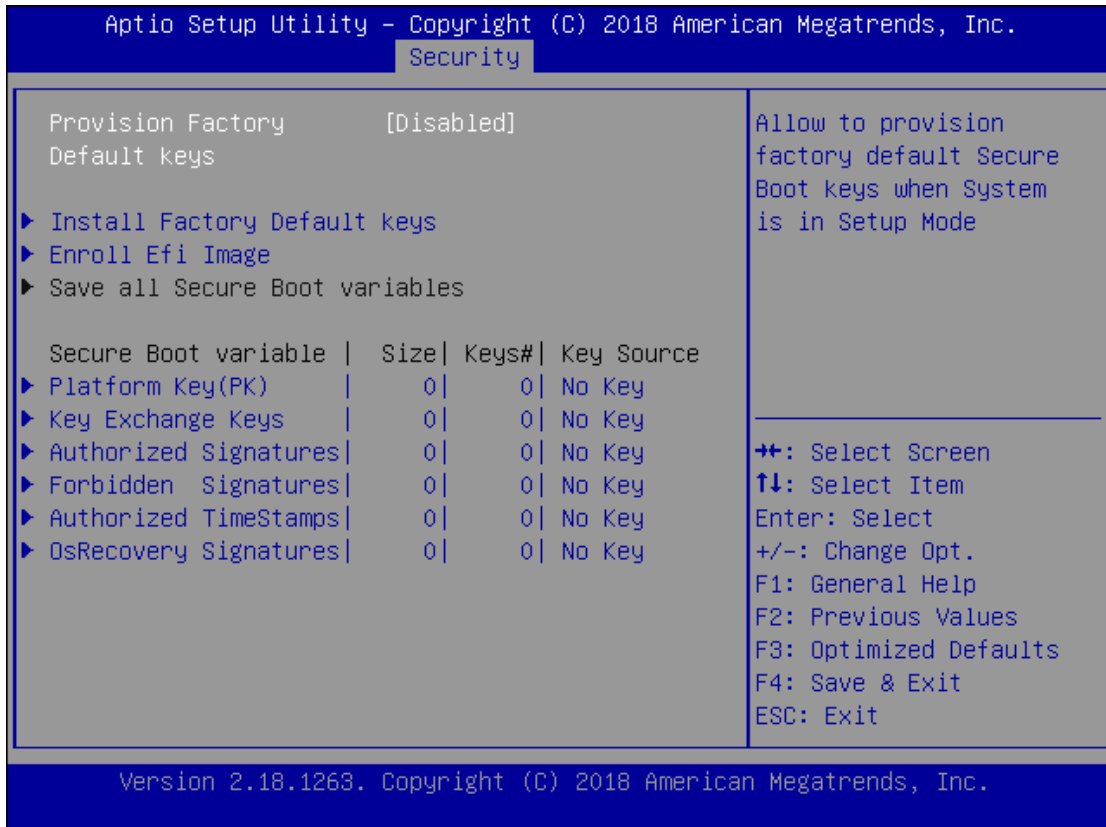 Aptio Setup Utility – Copyright (C) 2018 American Megatrends, Inc.
Security
Provision Factory [Disabled]
Default keys
▶ Install Factory Default keys
▶ Enroll Efi Image
▶ Save all Secure Boot variables
Secure Boot variable | Size| Keys#| Key Source
▶ Platform Key(PK) | 0| 0| No Key
▶ Key Exchange Keys | 0| 0| No Key
▶ Authorized Signatures| 0| 0| No Key
▶ Forbidden Signatures| 0| 0| No Key
▶ Authorized TimeStamps| 0| 0| No Key
▶ OsRecovery Signatures| 0| 0| No Key
Allow to provision
factory default Secure
Boot keys when System
is in Setup Mode
→←: Select Screen
↑↓: Select Item
Enter: Select
+/-: Change Opt.
F1: General Help
F2: Previous Values
F3: Optimized Defaults
F4: Save & Exit
ESC: Exit
Version 2.18.1263. Copyright (C) 2018 American Megatrends, Inc.